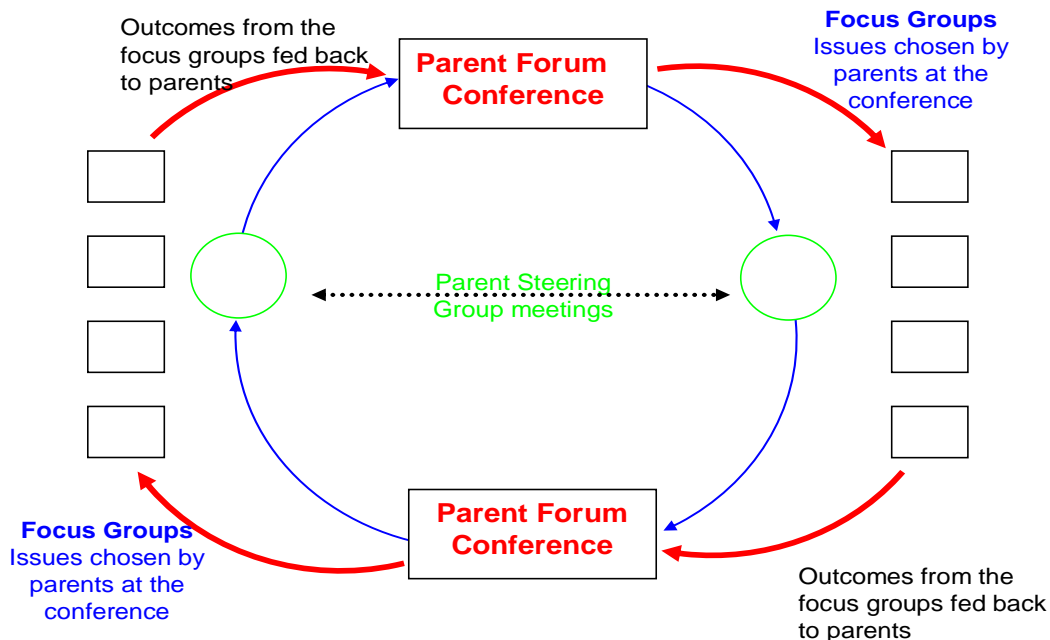 Outcomes from the
focus groups fed back
to parents
Parent Forum
Conference
Focus Groups
Issues chosen by
parents at the
conference
Parent Steering
Group meetings
Focus Groups
Issues chosen by
parents at the
conference
Parent Forum
Conference
Outcomes from the
focus groups fed back
to parents